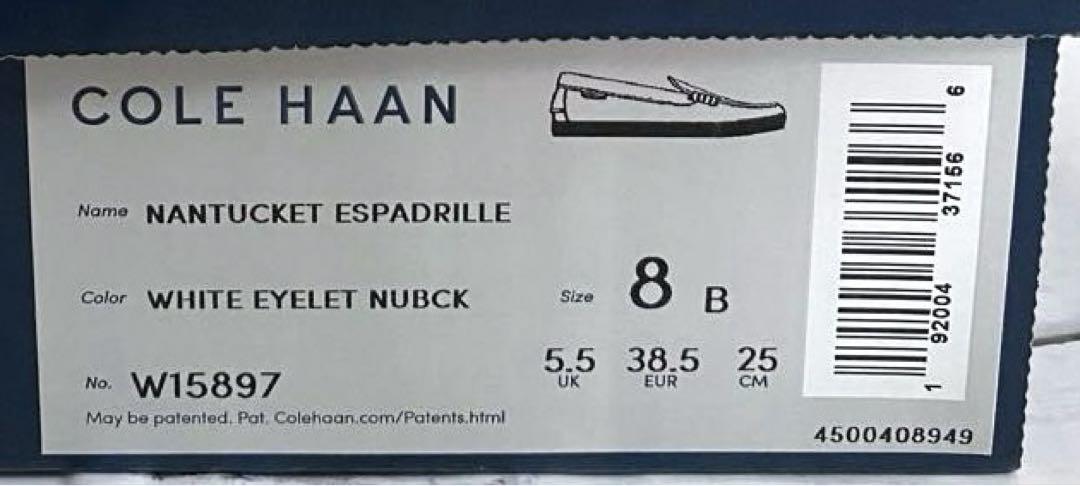 COLE HAAN
Name NANTUCKET ESPADRILLE
Color WHITE EYELET NUBCK
Size 8 B
5.5 38.5 25
UK EUR CM
No. W15897
May be patented. Pat. Colehaan.com/Patents.html
1 92004 37156 6
4500408949